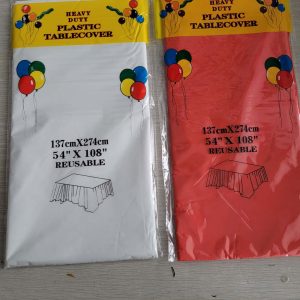 HEAVY
DUTY
PLASTIC
TABLECOVER
137cmX274cm
54" X 108"
REUSABLE
HEAVY
DUTY
PLASTIC
TABLECOVER
137cmX274cm
54" X 108"
REUSABLE